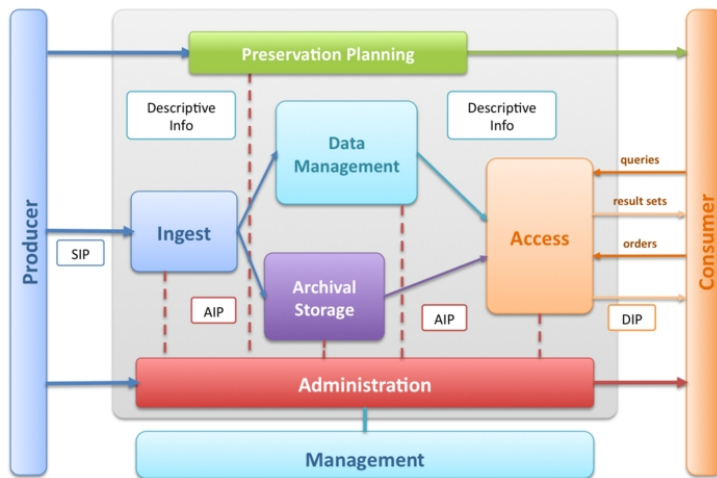 Preservation Planning
Descriptive
Info
Descriptive
Info
Data
Management
queries
result sets
Producer
Ingest
Access
orders
Consumer
SIP
Archival
Storage
AIP
AIP
DIP
Administration
Management